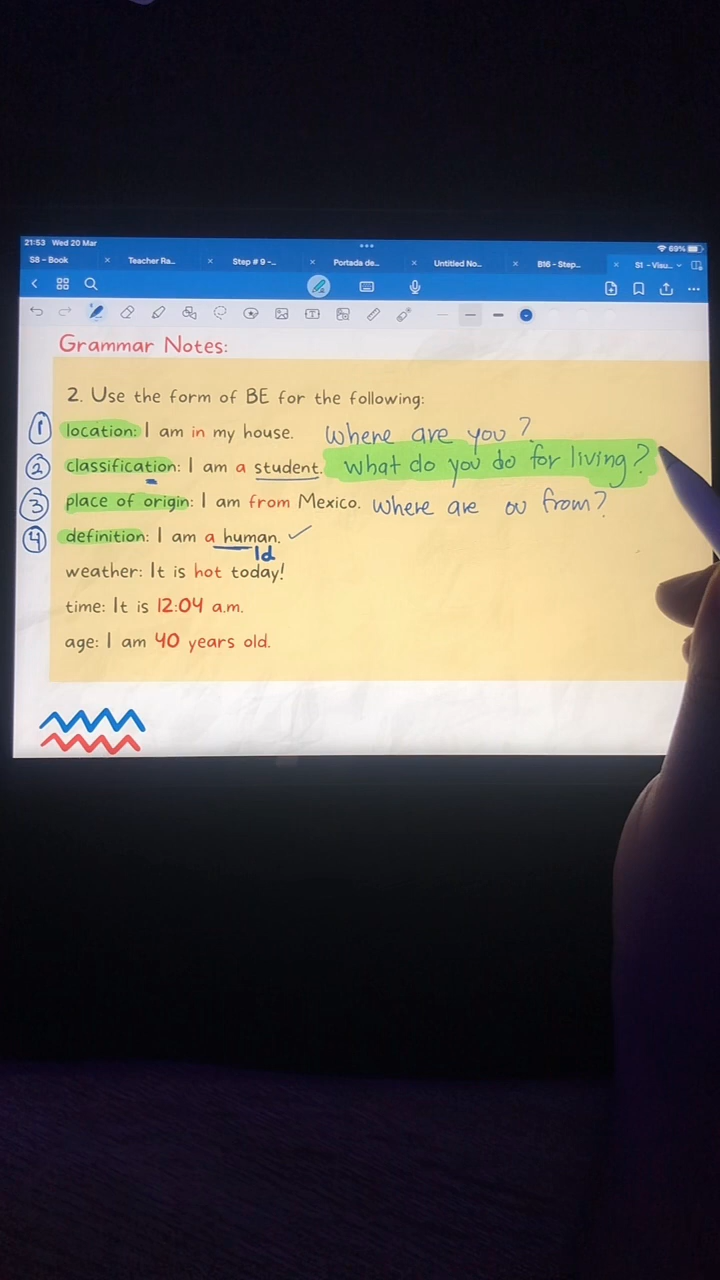 21:53 Wed 20 Mar
69%
S8 – Book
Teacher Ra...
Step # 9 -...
Portada de...
Untitled No...
B16 – Step...
S1 - Visu...
Grammar Notes:
2. Use the form of BE for the following:
1 location: I am in my house. Where are you?
2 classification: I am a student. What do you do for living?
3 place of origin: I am from Mexico. Where are ou from?
4 definition: I am a human.
Id
weather: It is hot today!
time: It is 12:04 a.m.
age: I am 40 years old.